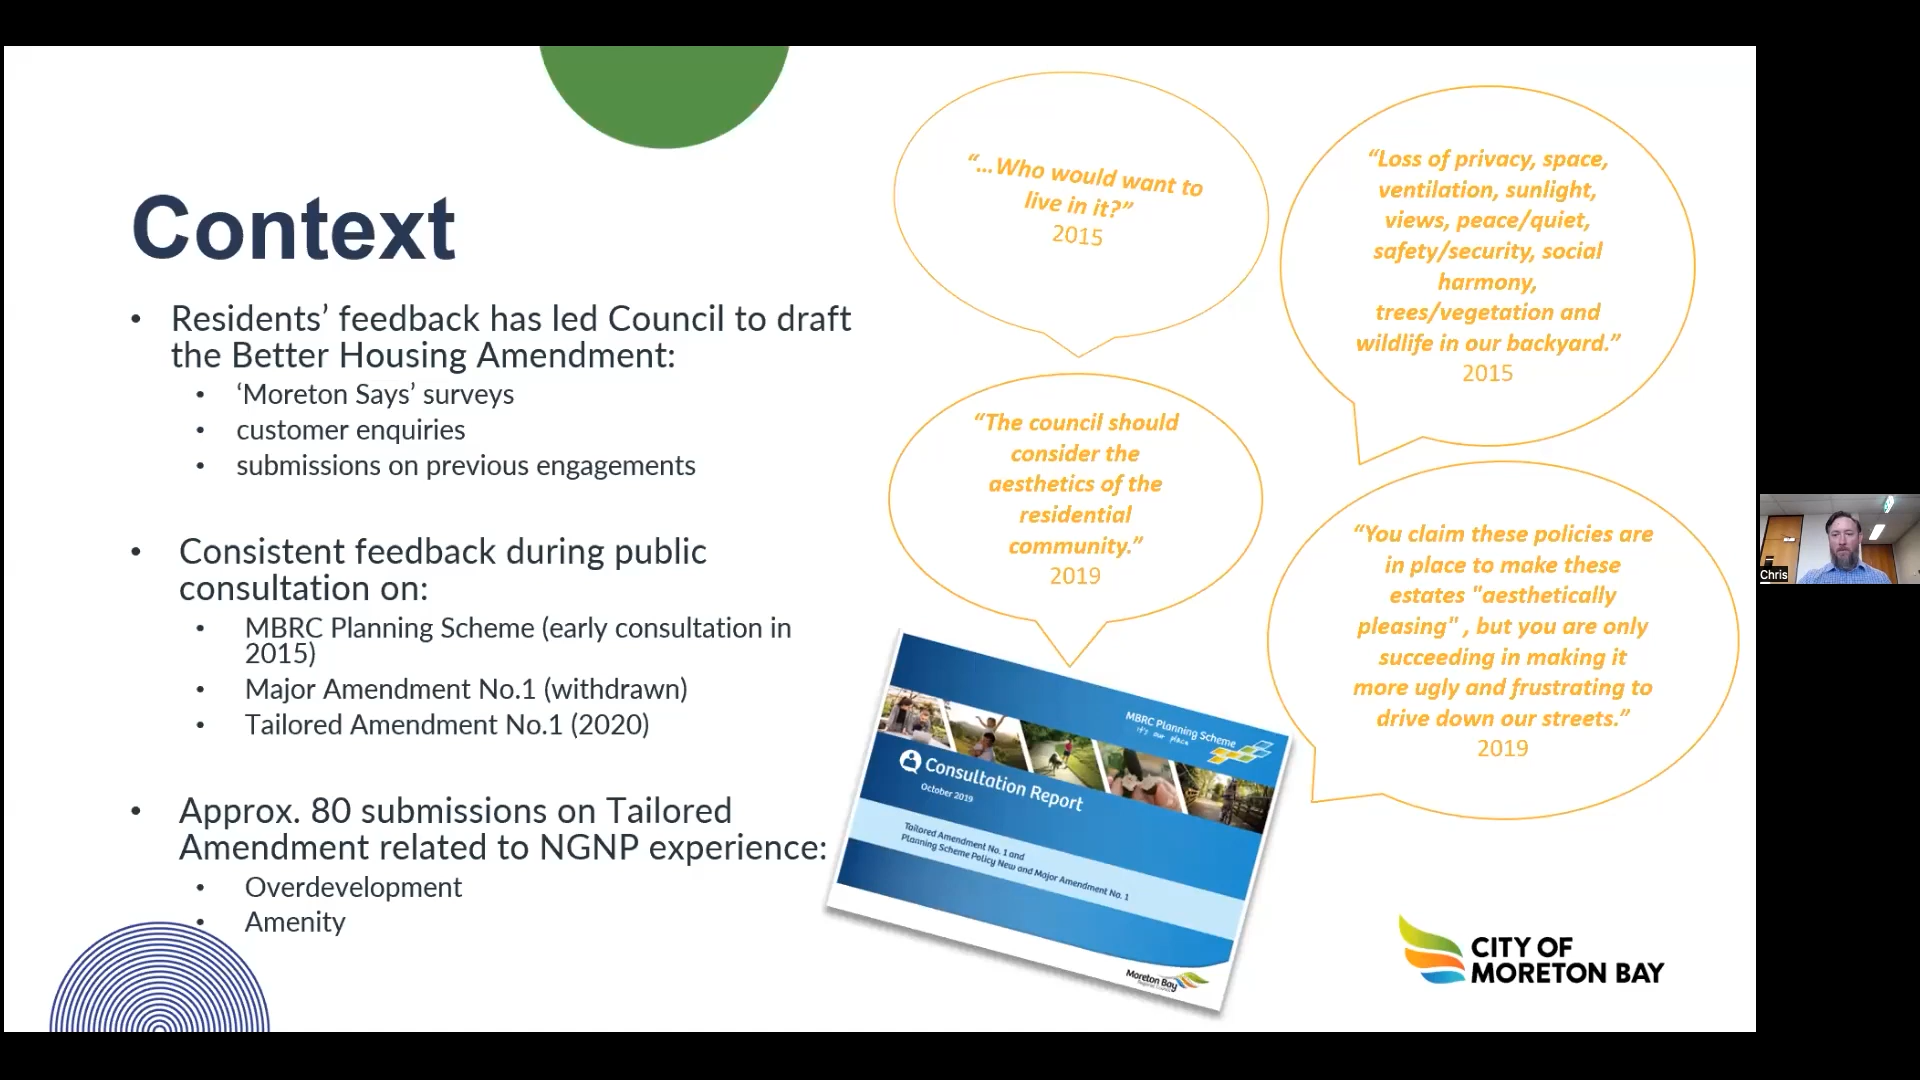 Context
• Residents’ feedback has led Council to draft
the Better Housing Amendment:
• ‘Moreton Says’ surveys
• customer enquiries
• submissions on previous engagements
• Consistent feedback during public
consultation on:
• MBRC Planning Scheme (early consultation in
2015)
• Major Amendment No.1 (withdrawn)
• Tailored Amendment No.1 (2020)
• Approx. 80 submissions on Tailored
Amendment related to NGNP experience:
• Overdevelopment
• Amenity
“...Who would want to
live in it?”
2015
“Loss of privacy, space,
ventilation, sunlight,
views, peace/quiet,
safety/security, social
harmony,
trees/vegetation and
wildlife in our backyard.”
2015
“The council should
consider the
aesthetics of the
residential
community.”
2019
“You claim these policies are
in place to make these
estates "aesthetically
pleasing" , but you are only
succeeding in making it
more ugly and frustrating to
drive down our streets.”
2019
MBRC Planning Scheme
it's our place
Consultation Report
October 2019
Tailored Amendment No. 1 and
Planning Scheme Policy New and Major Amendment No. 1
Moreton Bay
Regional Council
CITY OF
MORETON BAY
Chris